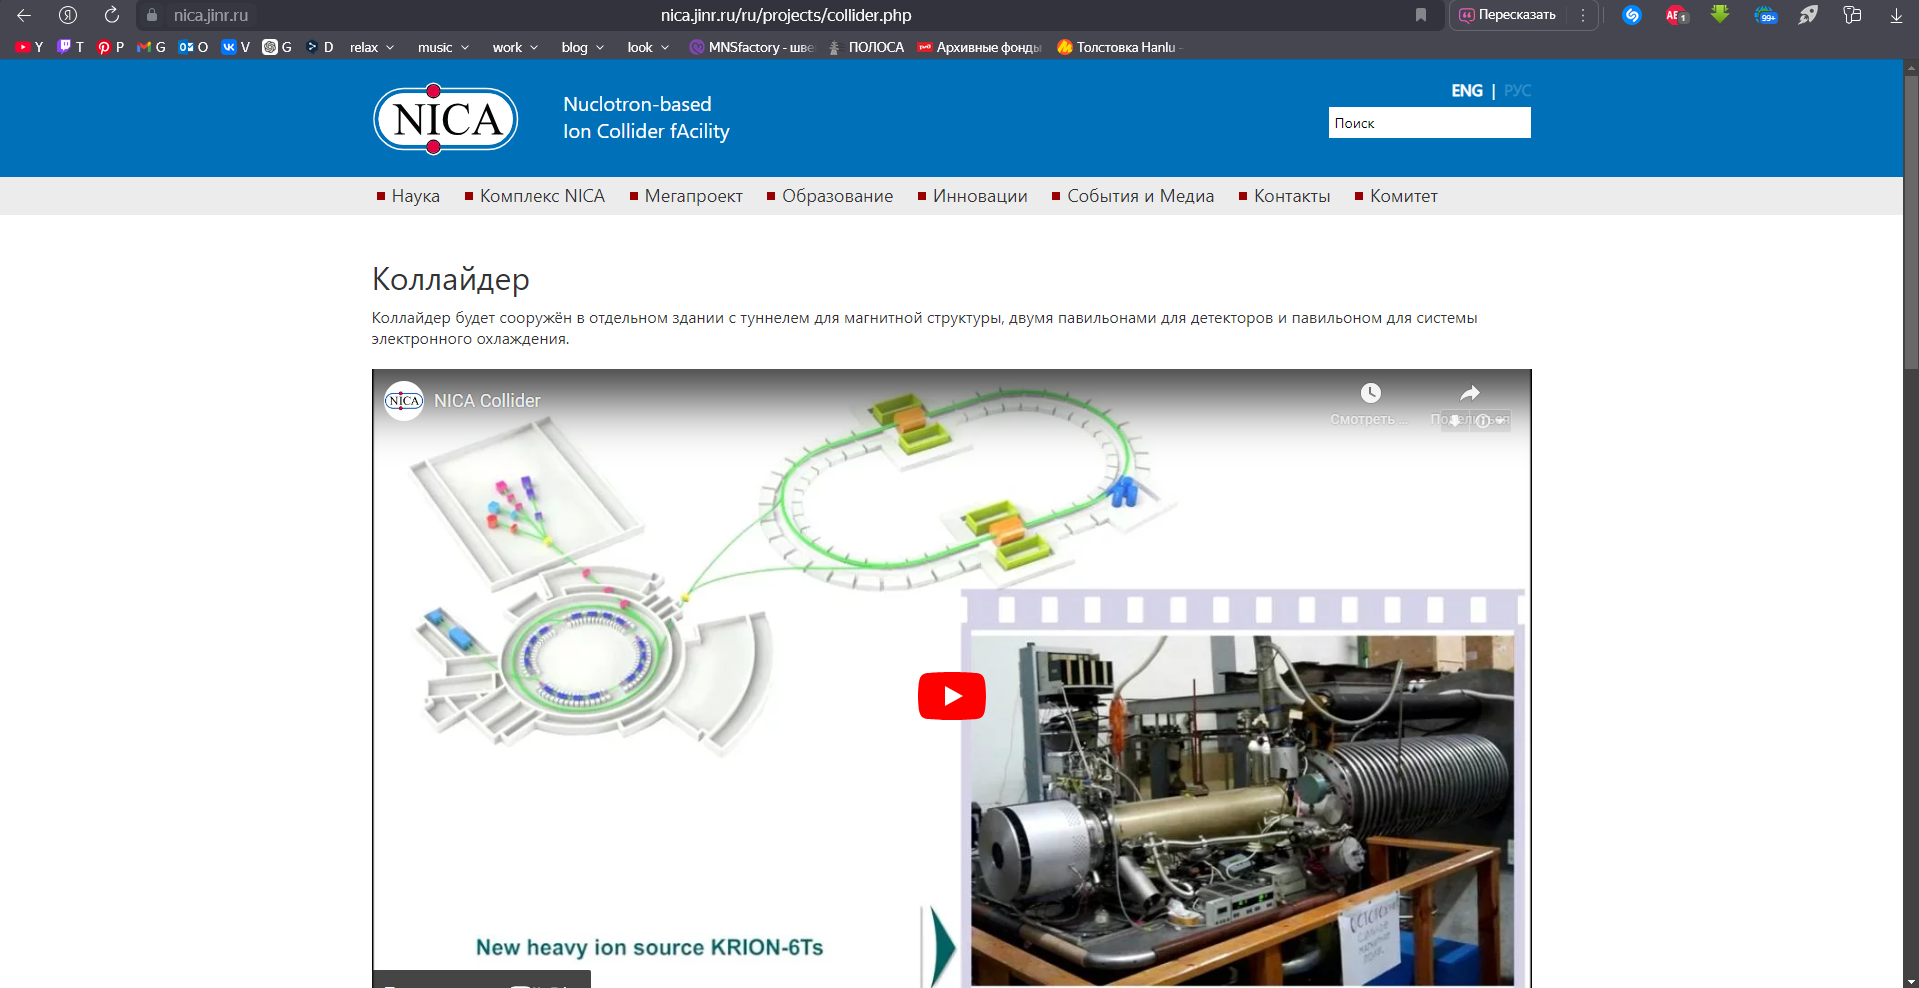 nica.jinr.ru
nica.jinr.ru/ru/projects/collider.php
Пересказать
99+
Y
T
P
G
O
V
G
D
relax
music
work
blog
look
MNSfactory - шве
ПОЛОСА
Архивные фонды
Толстовка Hanlu -
NICA
Nuclotron-based
Ion Collider fAcility
ENG | РУС
Поиск
Наука
Комплекс NICA
Мегапроект
Образование
Инновации
События и Медиа
Контакты
Комитет
Коллайдер
Коллайдер будет сооружён в отдельном здании с туннелем для магнитной структуры, двумя павильонами для детекторов и павильоном для системы
электронного охлаждения.
NICA
NICA Collider
Смотреть ...
Поделиться
New heavy ion source KRION-6Ts